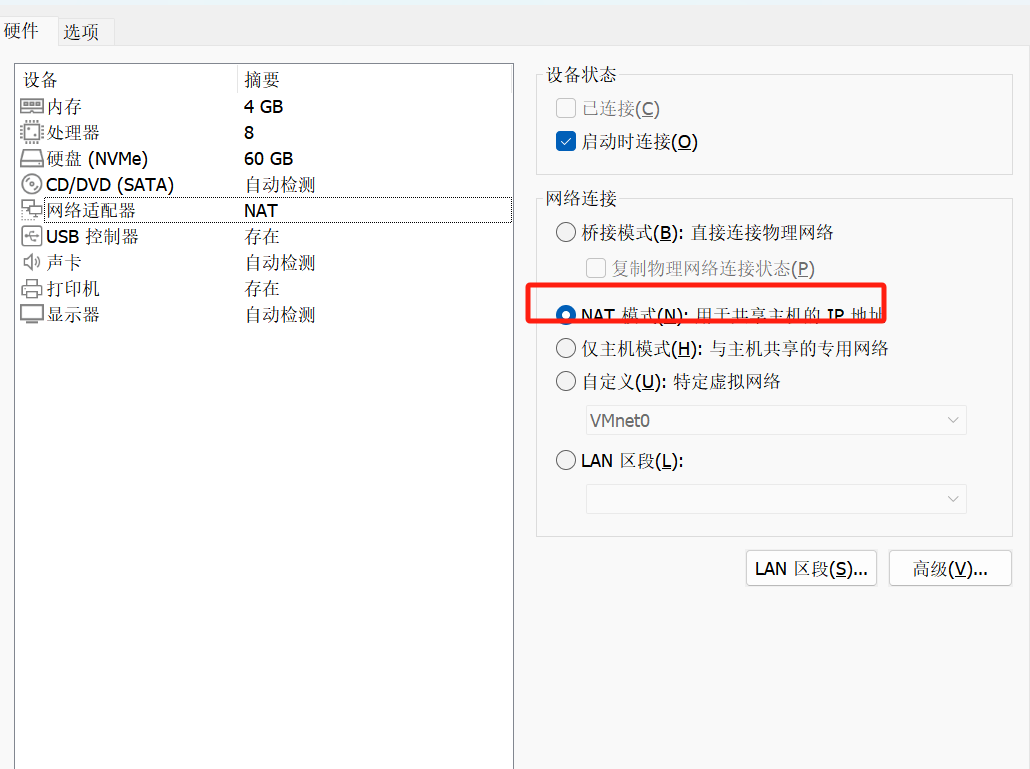 硬件 选项
设备 摘要
内存 4 GB
处理器 8
硬盘 (NVMe) 60 GB
CD/DVD (SATA) 自动检测
网络适配器 NAT
USB 控制器 存在
声卡 自动检测
打印机 存在
显示器 自动检测
设备状态
已连接(C)
启动时连接(O)
网络连接
桥接模式(B): 直接连接物理网络
复制物理网络连接状态(P)
NAT 模式(N): 用于共享主机的 IP 地址
仅主机模式(H): 与主机共享的专用网络
自定义(U): 特定虚拟网络
VMnet0
LAN 区段(L):
LAN 区段(S)... 高级(V)...